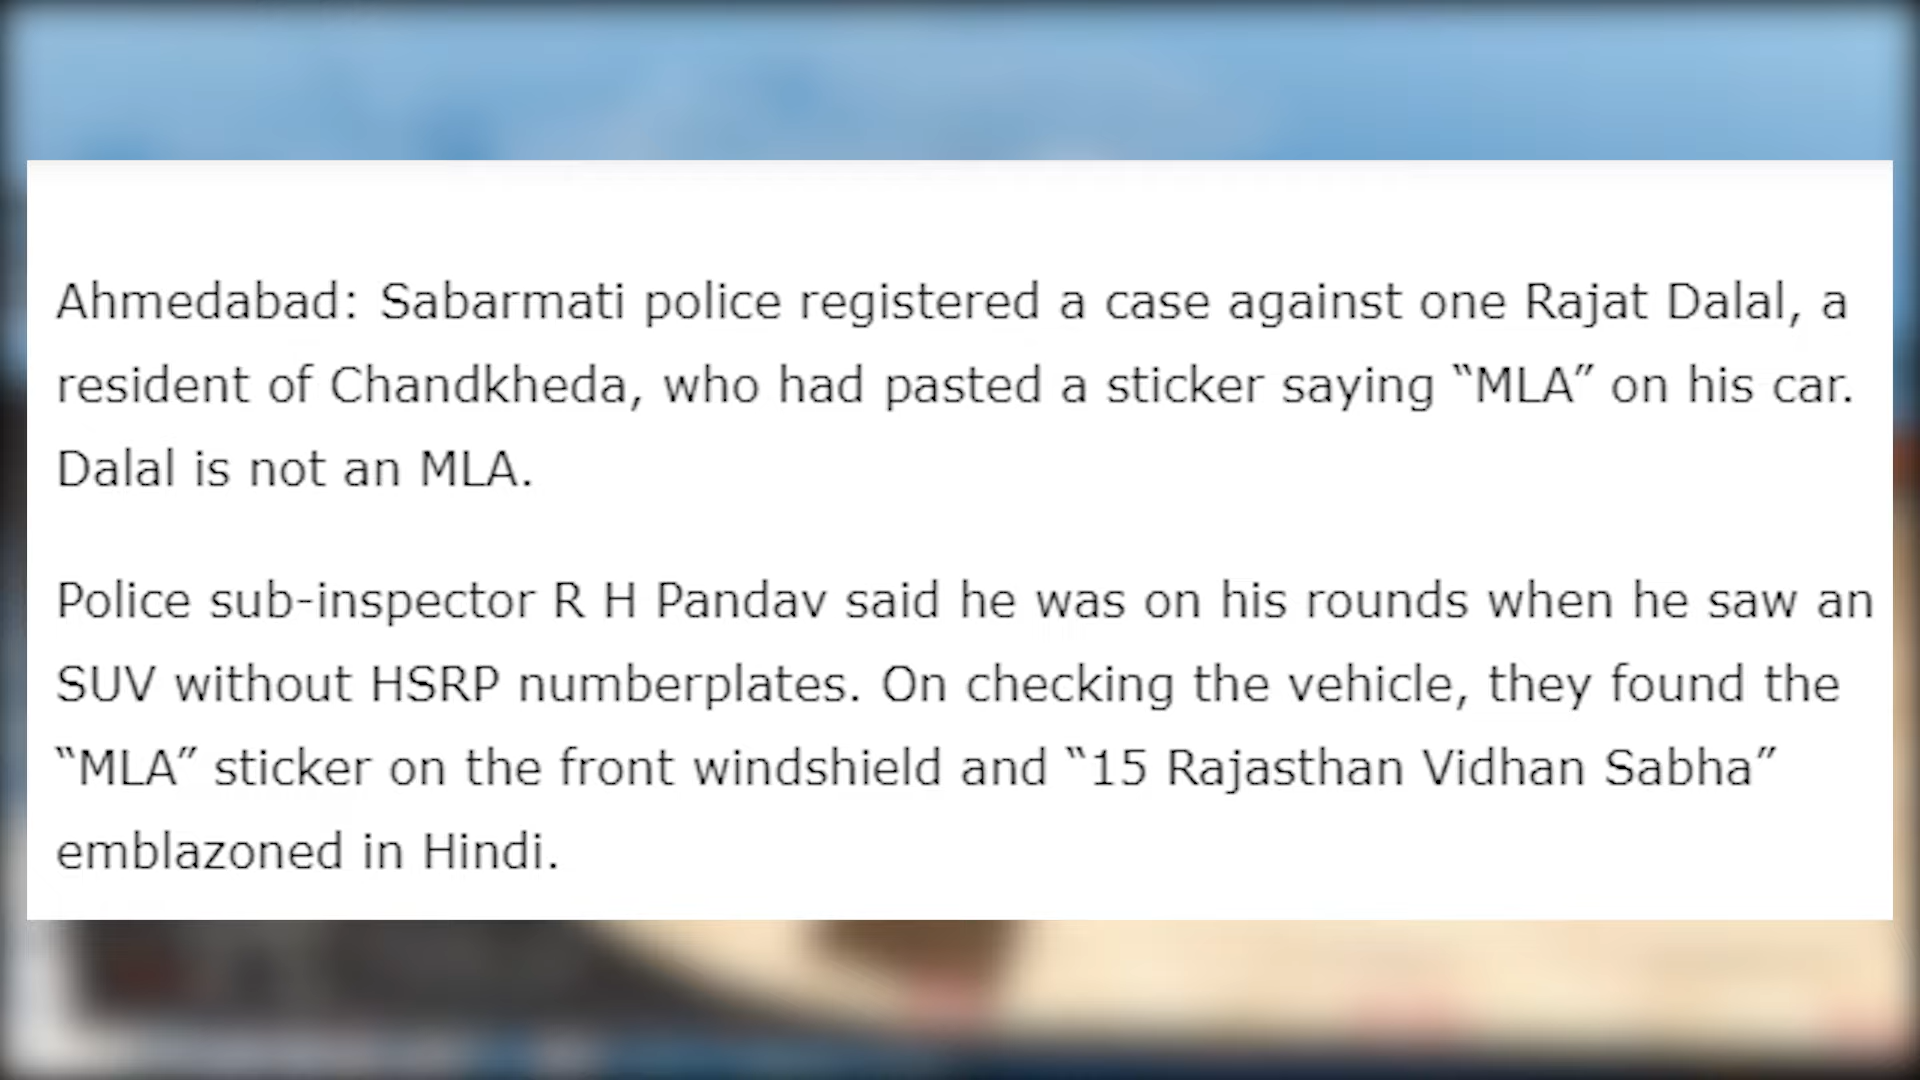 Ahmedabad: Sabarmati police registered a case against one Rajat Dalal, a
resident of Chandkheda, who had pasted a sticker saying “MLA” on his car.
Dalal is not an MLA.
Police sub-inspector R H Pandav said he was on his rounds when he saw an
SUV without HSRP numberplates. On checking the vehicle, they found the
“MLA” sticker on the front windshield and “15 Rajasthan Vidhan Sabha”
emblazoned in Hindi.